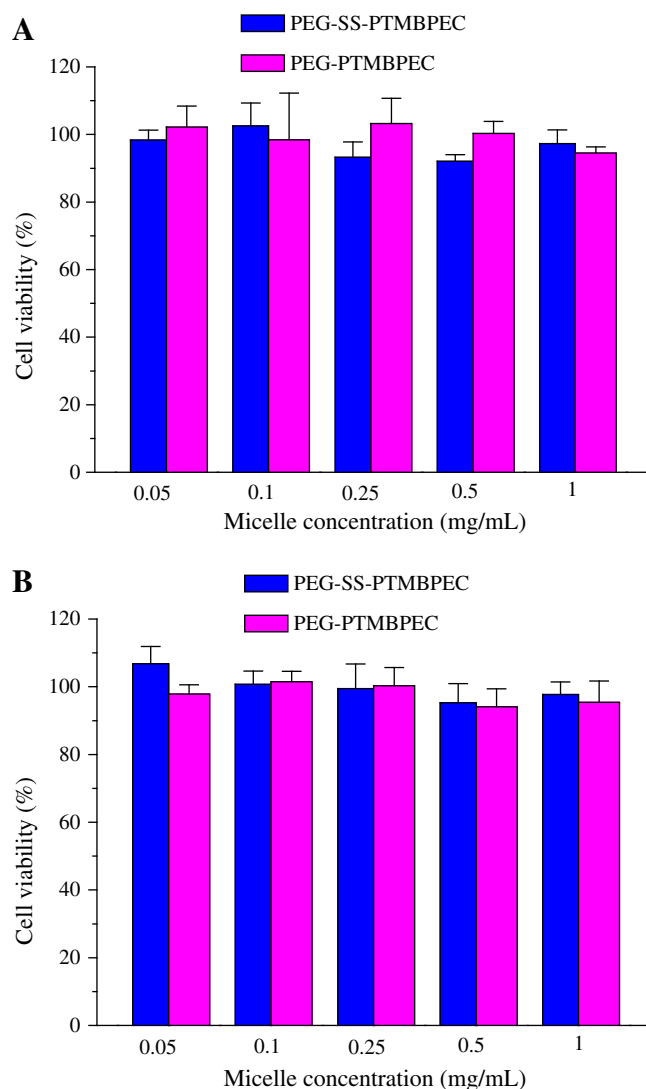 A
PEG-SS-PTMBPEC
PEG-PTMBPEC
120
100
80
60
40
20
0
Cell viability (%)
0.05 0.1 0.25 0.5 1
Micelle concentration (mg/mL)
B
PEG-SS-PTMBPEC
PEG-PTMBPEC
120
100
80
60
40
20
0
Cell viability (%)
0.05 0.1 0.25 0.5 1
Micelle concentration (mg/mL)